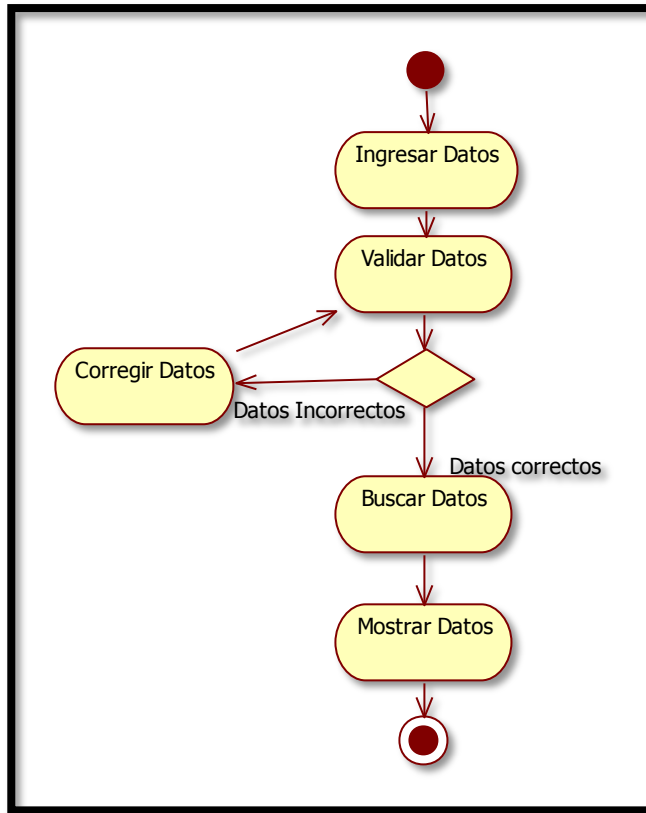 Ingresar Datos
Validar Datos
Corregir Datos
Datos Incorrectos
Datos correctos
Buscar Datos
Mostrar Datos